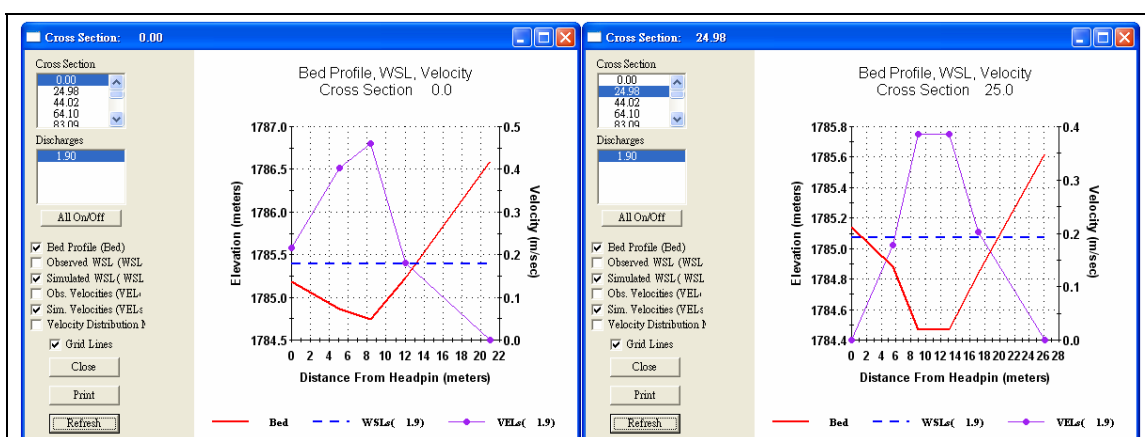 Cross Section: 0.00
Cross Section
0.00
24.98
44.02
64.10
83.09
Discharges
1.90
All On/Off
Bed Profile (Bed)
Observed WSL (WSL
Simulated WSL ( WSL
Obs. Velocities (VEL
Sim. Velocities (VELs
Velocity Distribution
Grid Lines
Close
Print
Refresh
Bed Profile, WSL, Velocity
Cross Section 0.0
Elevation (meters)
1787.0
1786.5
1786.0
1785.5
1785.0
1784.5
0.5
0.4
0.3
0.2
0.1
0.0
Velocity (m/sec)
0 2 4 6 8 10 12 14 16 18 20 22
Distance From Headpin (meters)
Bed WSLs( 1.9) VELs( 1.9)
Cross Section: 24.98
Cross Section
0.00
24.98
44.02
64.10
83.09
Discharges
1.90
All On/Off
Bed Profile (Bed)
Observed WSL (WSL
Simulated WSL ( WSL
Obs. Velocities (VEL
Sim. Velocities (VELs
Velocity Distribution
Grid Lines
Close
Print
Refresh
Bed Profile, WSL, Velocity
Cross Section 25.0
Elevation (meters)
1785.8
1785.6
1785.4
1785.2
1785.0
1784.8
1784.6
1784.4
0.4
0.3
0.2
0.1
0.0
Velocity (m/sec)
0 2 4 6 8 10 12 14 16 18 20 22 24 26 28
Distance From Headpin (meters)
Bed WSLs( 1.9) VELs( 1.9)